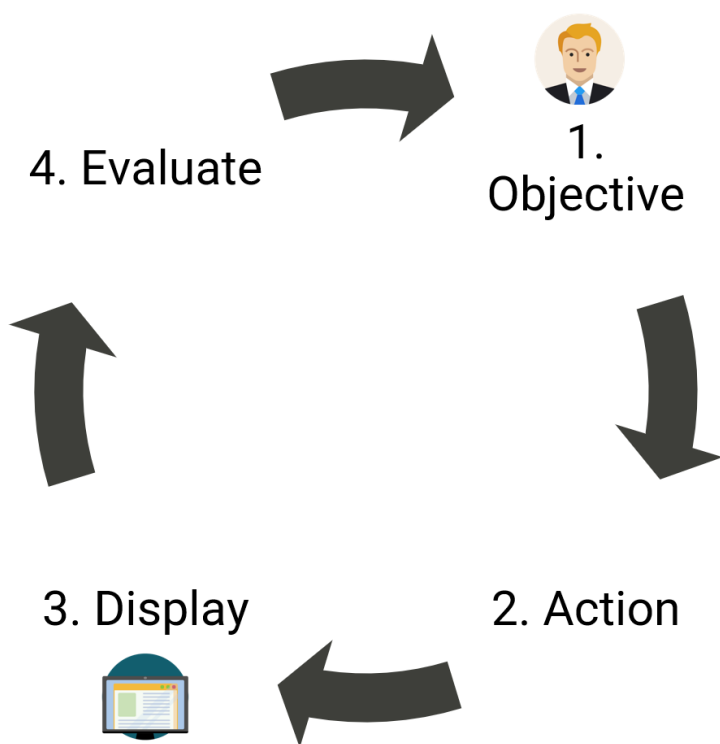 1.
Objective
2. Action
3. Display
4. Evaluate